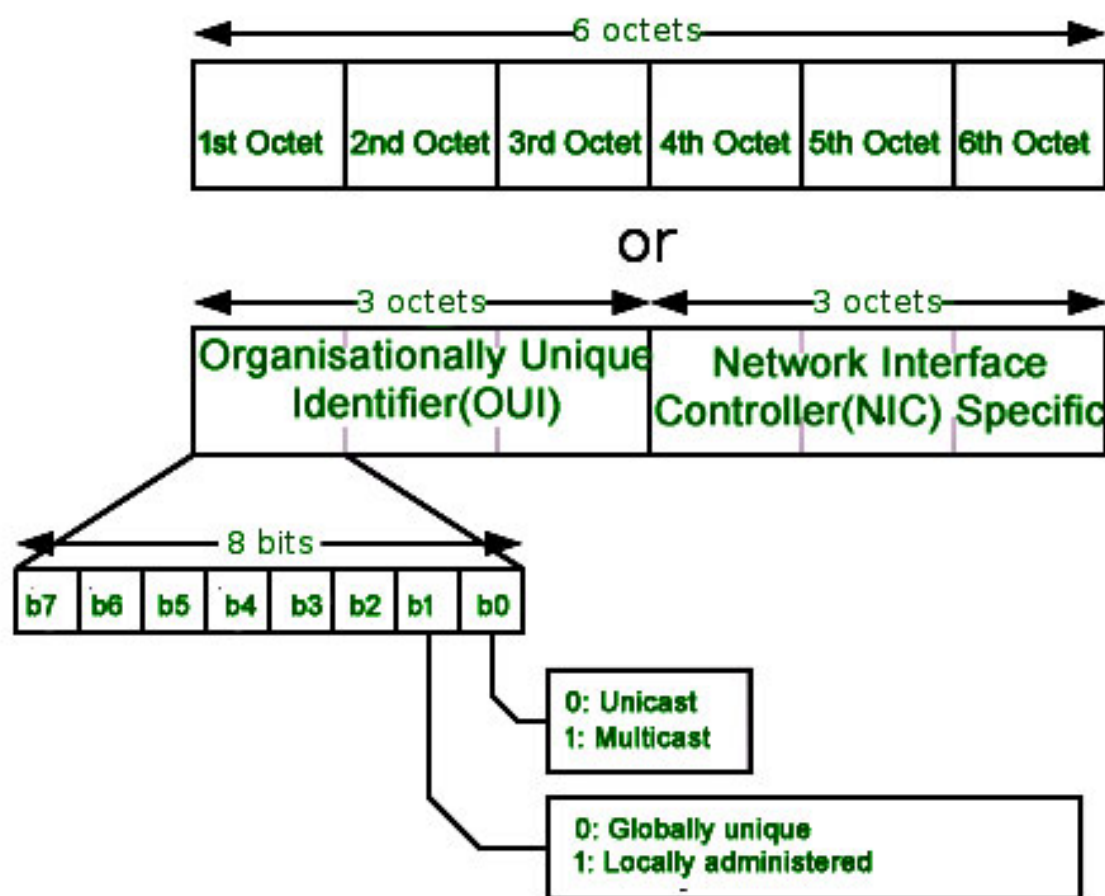 6 octets
1st Octet 2nd Octet 3rd Octet 4th Octet 5th Octet 6th Octet
or
3 octets 3 octets
Organisationally Unique
Identifier(OUI)
Network Interface
Controller(NIC) Specific
8 bits
b7 b6 b5 b4 b3 b2 b1 b0
0: Unicast
1: Multicast
0: Globally unique
1: Locally administered